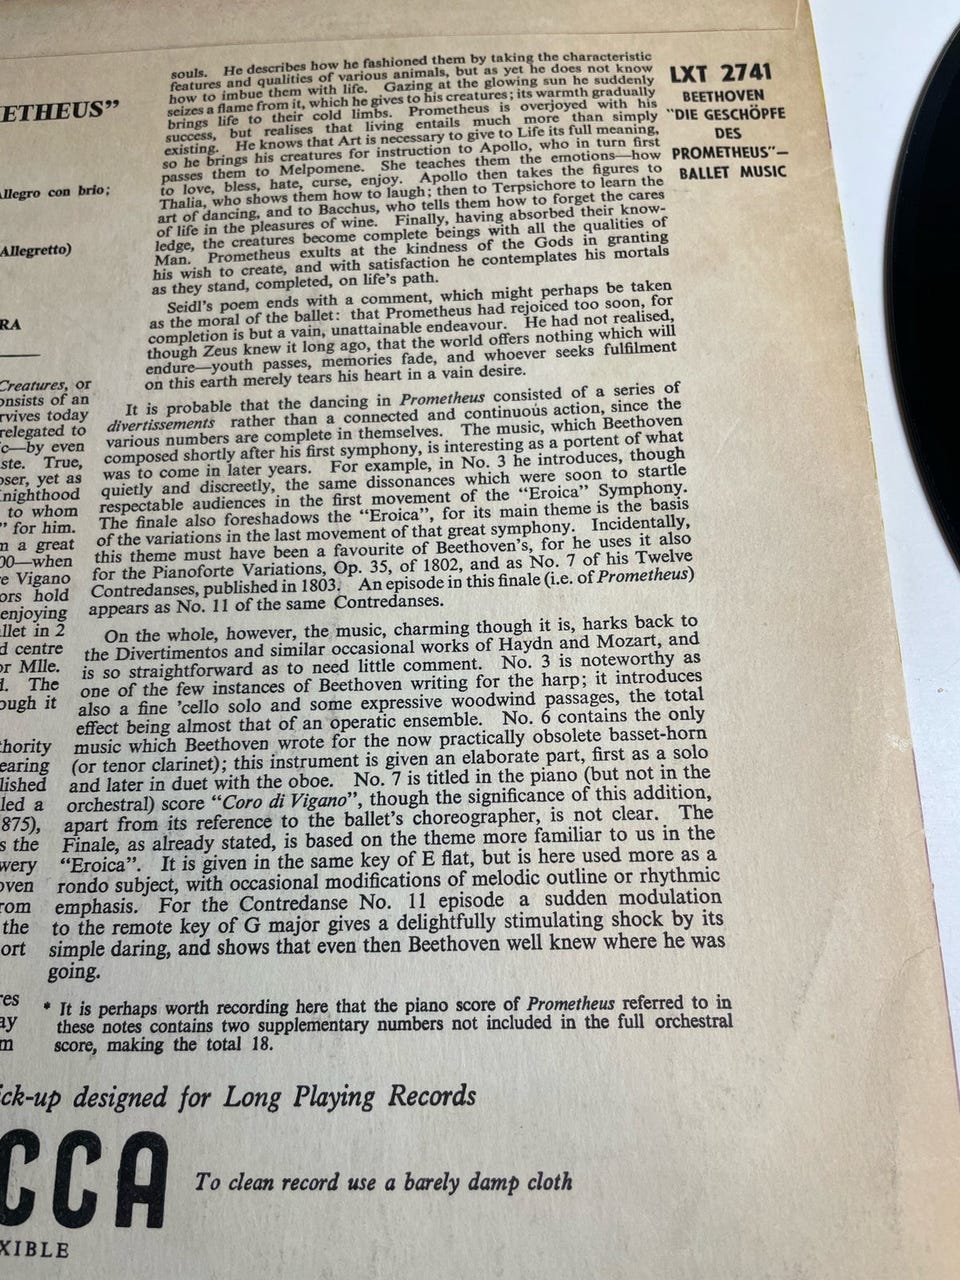 ETHEUS”
Allegro con brio;
Allegretto)
RA
Creatures, or
onsists of an
rvives today
relegated to
c—by even
ste. True,
oser, yet as
nighthood
to whom
” for him.
n a great
00—when
e Vigano
ors hold
enjoying
llet in 2
d centre
or Mlle.
d. The
ough it
thority
earing
lished
led a
875),
s the
wery
oven
rom
the
ort
res
ay
m
souls. He describes how he fashioned them by taking the characteristic
features and qualities of various animals, but as yet he does not know
how to imbue them with life. Gazing at the glowing sun he suddenly
seizes a flame from it, which he gives to his creatures; its warmth gradually
brings life to their cold limbs. Prometheus is overjoyed with his
success, but realises that living entails much more than simply
existing. He knows that Art is necessary to give to Life its full meaning,
so he brings his creatures for instruction to Apollo, who in turn first
passes them to Melpomene. She teaches them the emotions—how
to love, bless, hate, curse, enjoy. Apollo then takes the figures to
Thalia, who shows them how to laugh; then to Terpsichore to learn the
art of dancing, and to Bacchus, who tells them how to forget the cares
of life in the pleasures of wine. Finally, having absorbed their know-
ledge, the creatures become complete beings with all the qualities of
Man. Prometheus exults at the kindness of the Gods in granting
his wish to create, and with satisfaction he contemplates his mortals
as they stand, completed, on life’s path.
Seidl’s poem ends with a comment, which might perhaps be taken
as the moral of the ballet: that Prometheus had rejoiced too soon, for
completion is but a vain, unattainable endeavour. He had not realised,
though Zeus knew it long ago, that the world offers nothing which will
endure—youth passes, memories fade, and whoever seeks fulfilment
on this earth merely tears his heart in a vain desire.
It is probable that the dancing in Prometheus consisted of a series of
divertissements rather than a connected and continuous action, since the
various numbers are complete in themselves. The music, which Beethoven
composed shortly after his first symphony, is interesting as a portent of what
was to come in later years. For example, in No. 3 he introduces, though
quietly and discreetly, the same dissonances which were soon to startle
respectable audiences in the first movement of the “Eroica” Symphony.
The finale also foreshadows the “Eroica”, for its main theme is the basis
of the variations in the last movement of that great symphony. Incidentally,
this theme must have been a favourite of Beethoven’s, for he uses it also
for the Pianoforte Variations, Op. 35, of 1802, and as No. 7 of his Twelve
Contredanses, published in 1803. An episode in this finale (i.e. of Prometheus)
appears as No. 11 of the same Contredanses.
On the whole, however, the music, charming though it is, harks back to
the Divertimentos and similar occasional works of Haydn and Mozart, and
is so straightforward as to need little comment. No. 3 is noteworthy as
one of the few instances of Beethoven writing for the harp; it introduces
also a fine ’cello solo and some expressive woodwind passages, the total
effect being almost that of an operatic ensemble. No. 6 contains the only
music which Beethoven wrote for the now practically obsolete basset-horn
(or tenor clarinet); this instrument is given an elaborate part, first as a solo
and later in duet with the oboe. No. 7 is titled in the piano (but not in the
orchestral) score “Coro di Vigano”, though the significance of this addition,
apart from its reference to the ballet’s choreographer, is not clear. The
Finale, as already stated, is based on the theme more familiar to us in the
“Eroica”. It is given in the same key of E flat, but is here used more as a
rondo subject, with occasional modifications of melodic outline or rhythmic
emphasis. For the Contredanse No. 11 episode a sudden modulation
to the remote key of G major gives a delightfully stimulating shock by its
simple daring, and shows that even then Beethoven well knew where he was
going.
* It is perhaps worth recording here that the piano score of Prometheus referred to in
these notes contains two supplementary numbers not included in the full orchestral
score, making the total 18.
LXT 2741
BEETHOVEN
“DIE GESCHÖPFE
DES
PROMETHEUS”—
BALLET MUSIC
ick-up designed for Long Playing Records
CCA
To clean record use a barely damp cloth
XIBLE